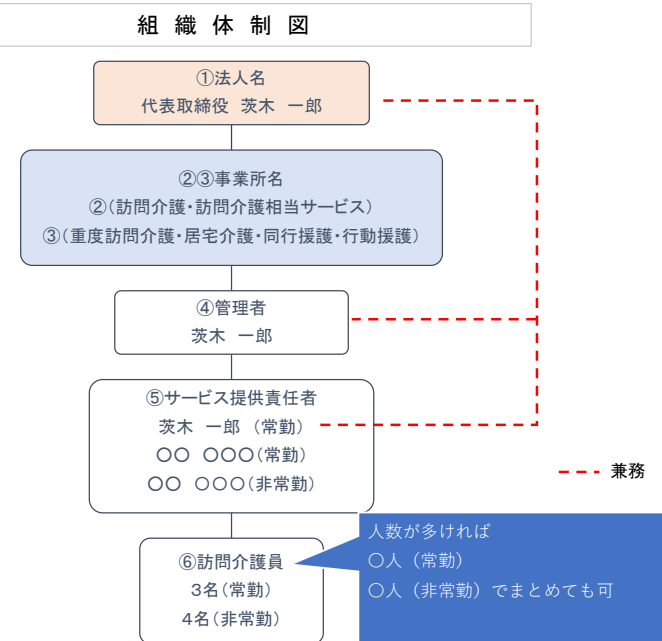 組織体制図
①法人名
代表取締役 茨木 一郎
②③事業所名
②(訪問介護・訪問介護相当サービス)
③(重度訪問介護・居宅介護・同行援護・行動援護)
④管理者
茨木 一郎
⑤サービス提供責任者
茨木 一郎 (常勤)
〇〇 〇〇〇(常勤)
〇〇 〇〇〇(非常勤)
兼務
⑥訪問介護員
3名(常勤)
4名(非常勤)
人数が多ければ
〇人(常勤)
〇人(非常勤)でまとめても可